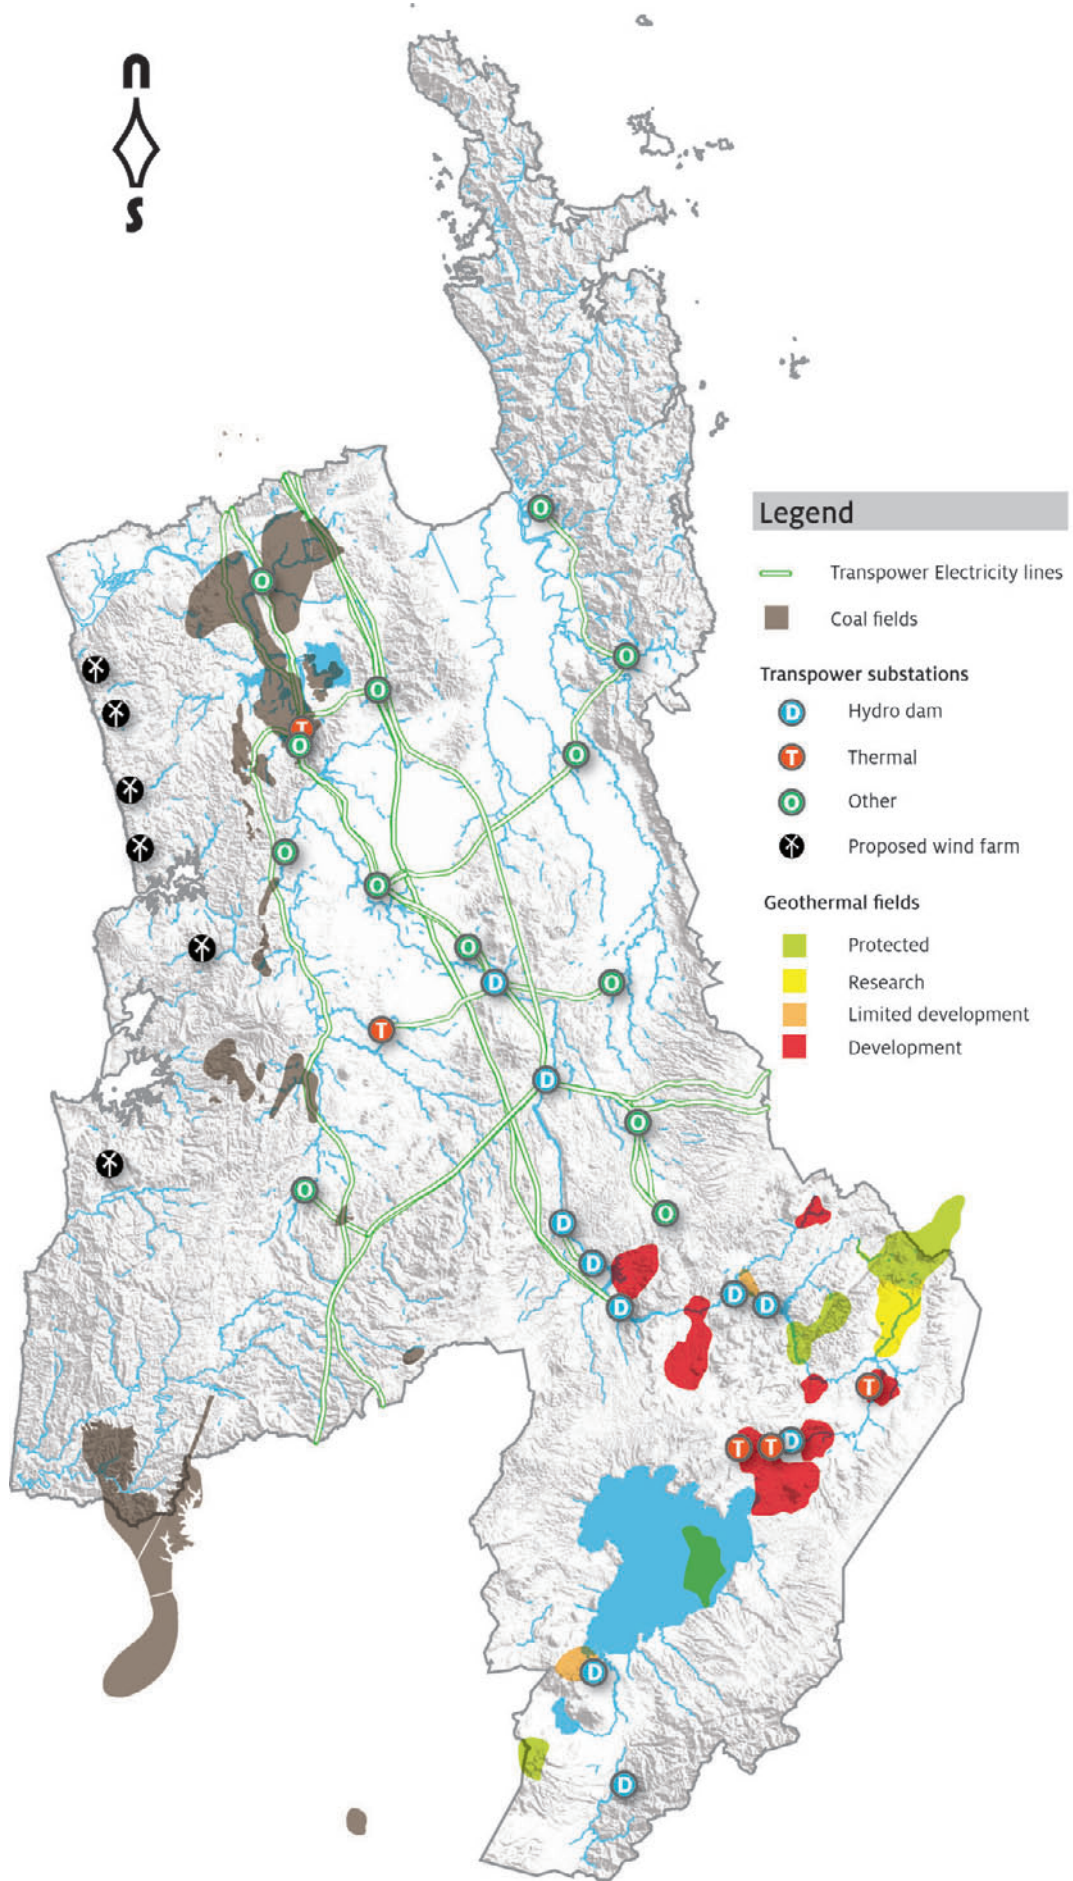 n
s
Legend
Transpower Electricity lines
Coal fields
Transpower substations
D Hydro dam
T Thermal
O Other
Proposed wind farm
Geothermal fields
Protected
Research
Limited development
Development
O
O
O
O
T
O
O
O
O
O
D
O
T
D
O
O
O
D
D
D
D
D
T
T
T
D
D
D